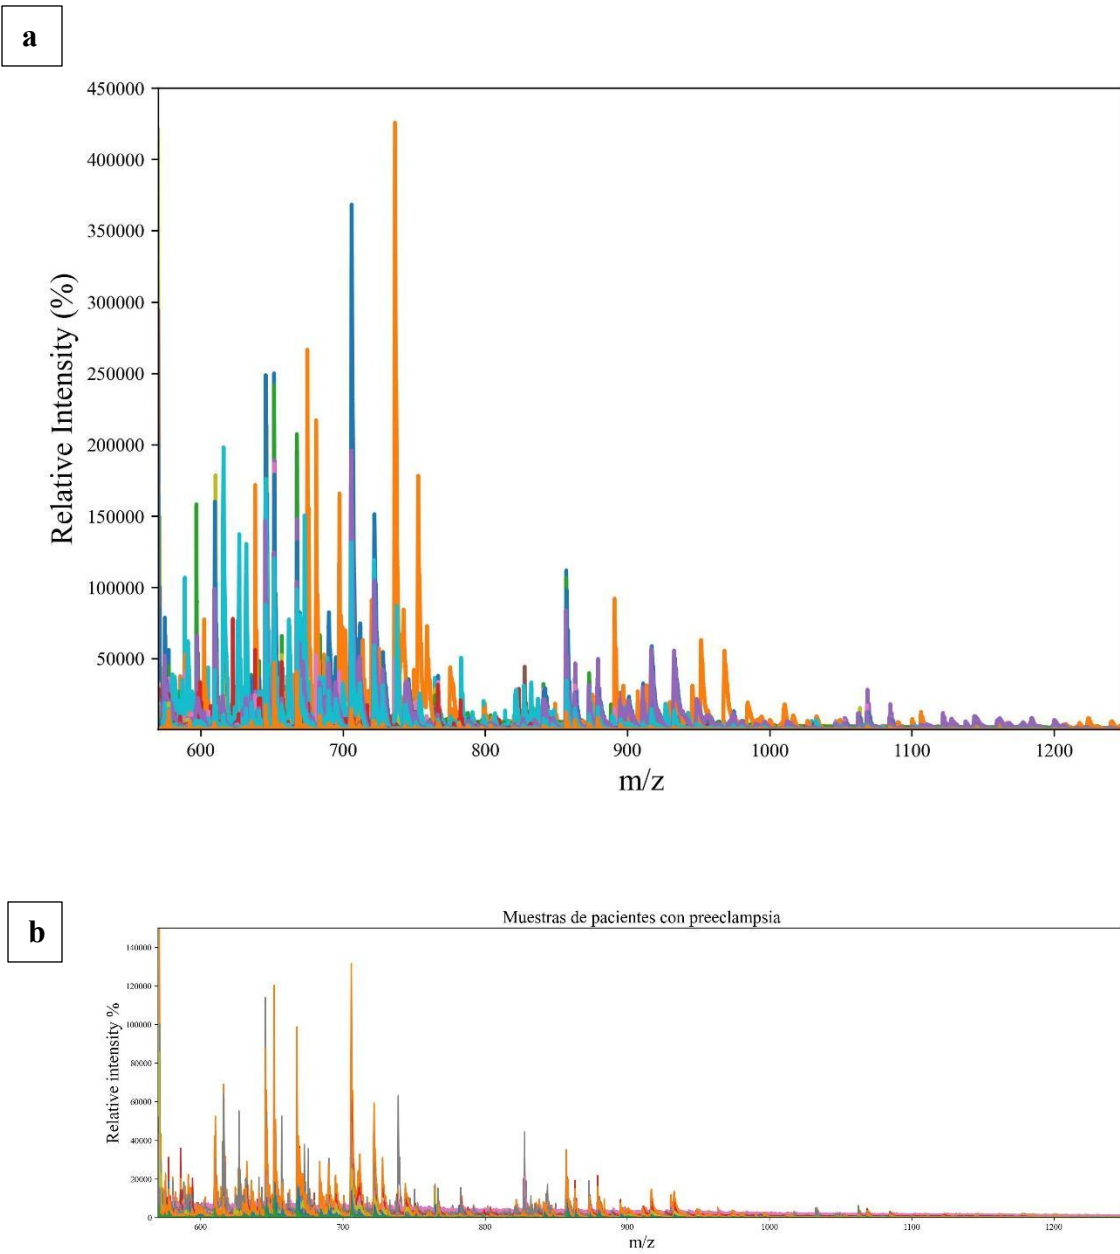 a
450000
400000
350000
300000
250000
200000
150000
100000
50000
Relative Intensity (%)
600 700 800 900 1000 1100 1200
m/z
b
Muestras de pacientes con preeclampsia
140000
120000
100000
80000
60000
40000
20000
0
Relative intensity %
600 700 800 900 1000 1100 1200
m/z